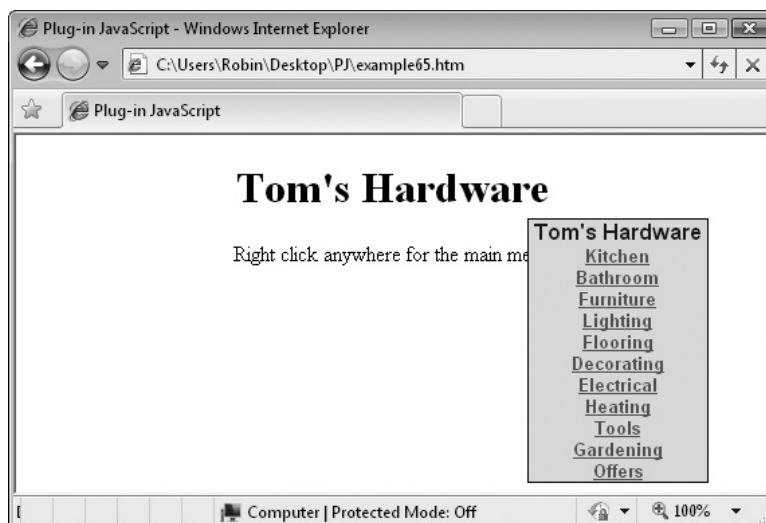 Plug-in JavaScript - Windows Internet Explorer
C:\Users\Robin\Desktop\PJ\example65.htm
Plug-in JavaScript
Tom's Hardware
Right click anywhere for the main me
Tom's Hardware
Kitchen
Bathroom
Furniture
Lighting
Flooring
Decorating
Electrical
Heating
Tools
Gardening
Offers
Computer | Protected Mode: Off
100%